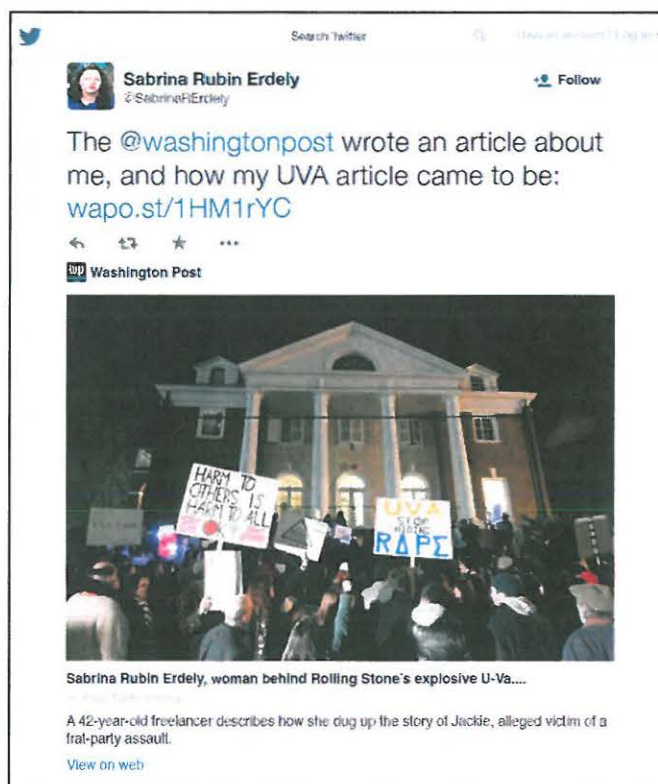 Search Twitter
Sabrina Rubin Erdely
@SabrinaRErdely
Follow
The @washingtonpost wrote an article about
me, and how my UVA article came to be:
wapo.st/1HM1rYC
wp Washington Post
HARM TO
OTHERS IS
HARM TO ALL
UVA
STOP
RAPE
Sabrina Rubin Erdely, woman behind Rolling Stone's explosive U-Va....
A 42-year-old freelancer describes how she dug up the story of Jackie, alleged victim of a
frat-party assault.
View on web